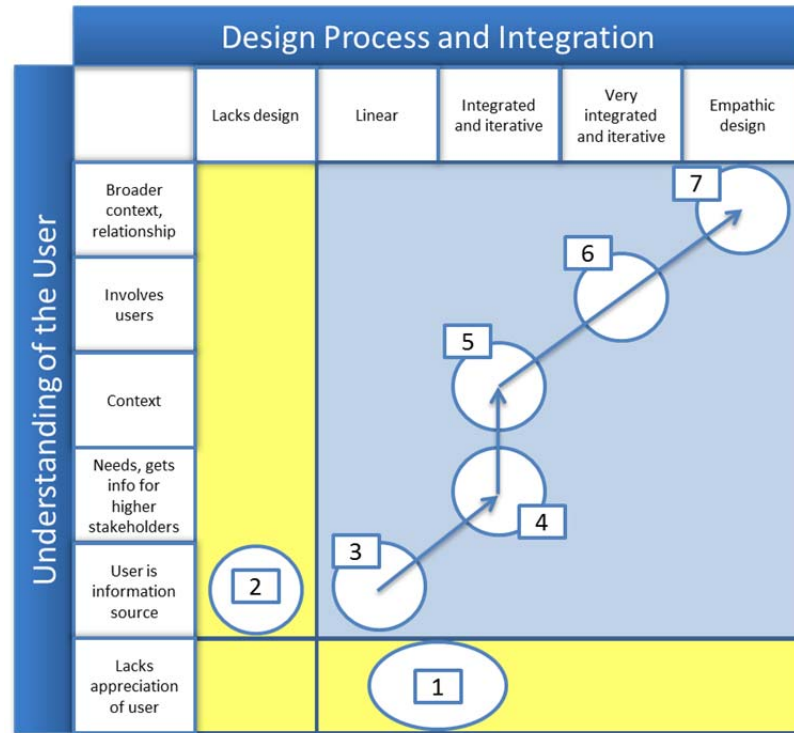 Design Process and Integration
Understanding of the User
Lacks design
Linear
Integrated
and iterative
Very
integrated
and iterative
Empathic
design
Broader
context,
relationship
7
Involves
users
6
Context
5
Needs, gets
info for
higher
stakeholders
4
User is
information
source
2
3
Lacks
appreciation
of user
1